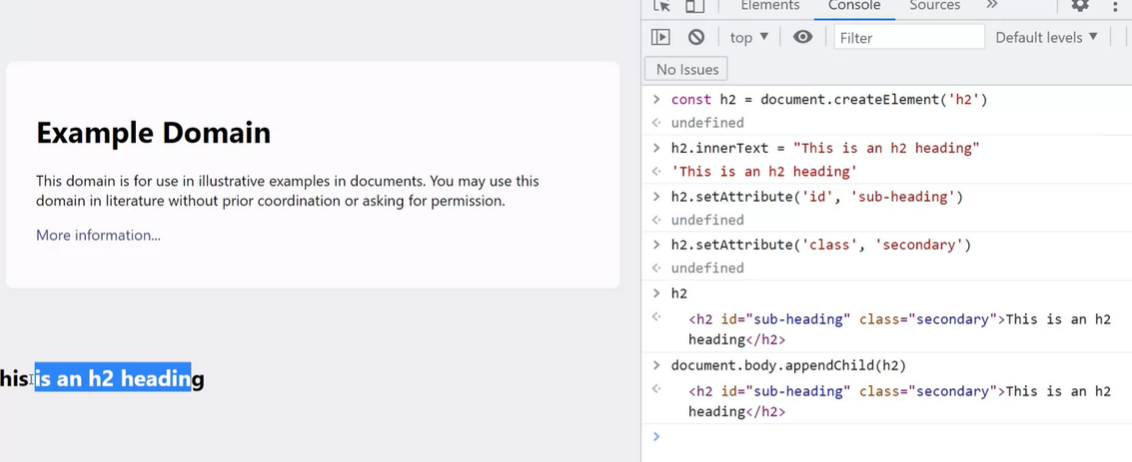 Example Domain
This domain is for use in illustrative examples in documents. You may use this
domain in literature without prior coordination or asking for permission.
More information...
his is an h2 heading
Elements Console Sources »
top ▼ Filter Default levels ▼
No Issues
> const h2 = document.createElement('h2')
undefined
> h2.innerText = "This is an h2 heading"
'This is an h2 heading'
> h2.setAttribute('id', 'sub-heading')
undefined
> h2.setAttribute('class', 'secondary')
undefined
> h2
<h2 id="sub-heading" class="secondary">This is an h2
heading</h2>
> document.body.appendChild(h2)
<h2 id="sub-heading" class="secondary">This is an h2
heading</h2>
>